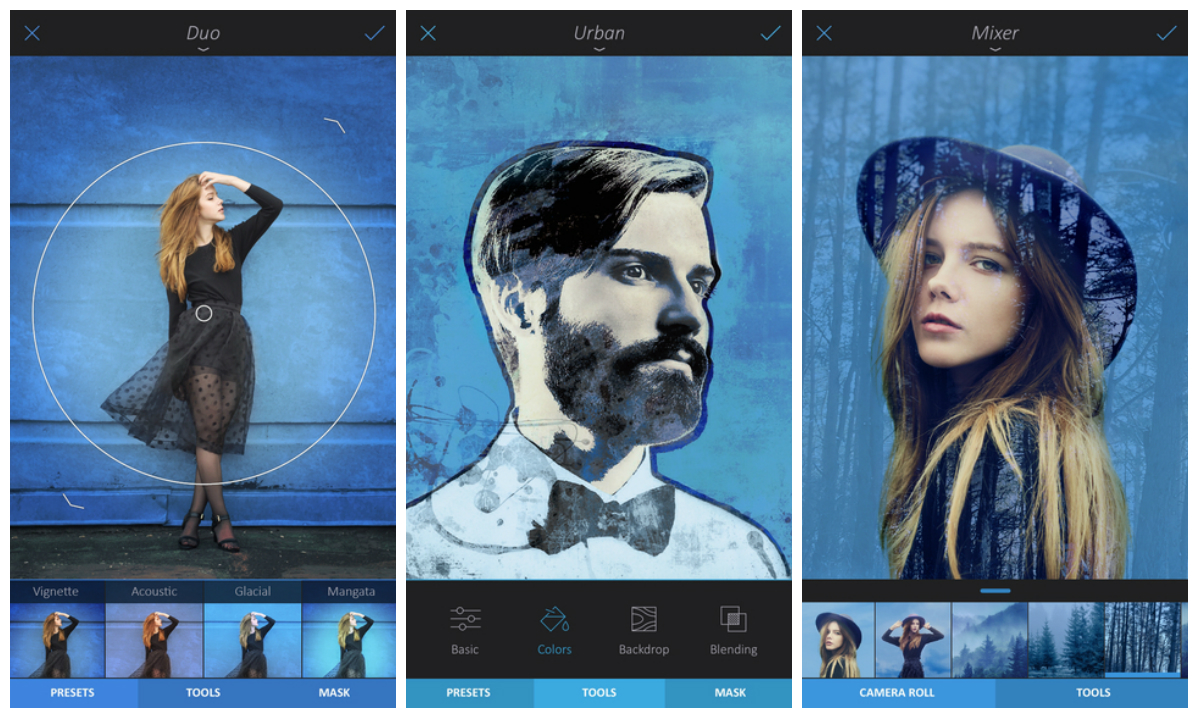 Duo
Vignette Acoustic Glacial Mangata
PRESETS TOOLS MASK
Urban
Basic Colors Backdrop Blending
PRESETS TOOLS MASK
Mixer
CAMERA ROLL TOOLS